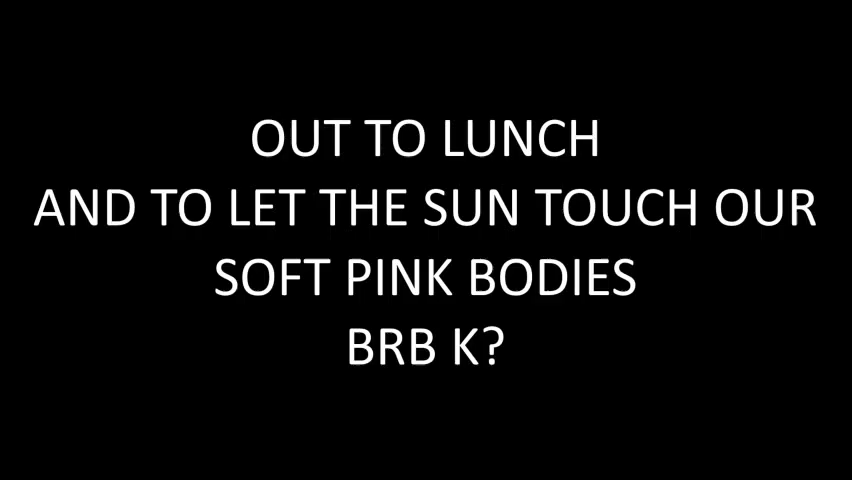 OUT TO LUNCH
AND TO LET THE SUN TOUCH OUR
SOFT PINK BODIES
BRB K?